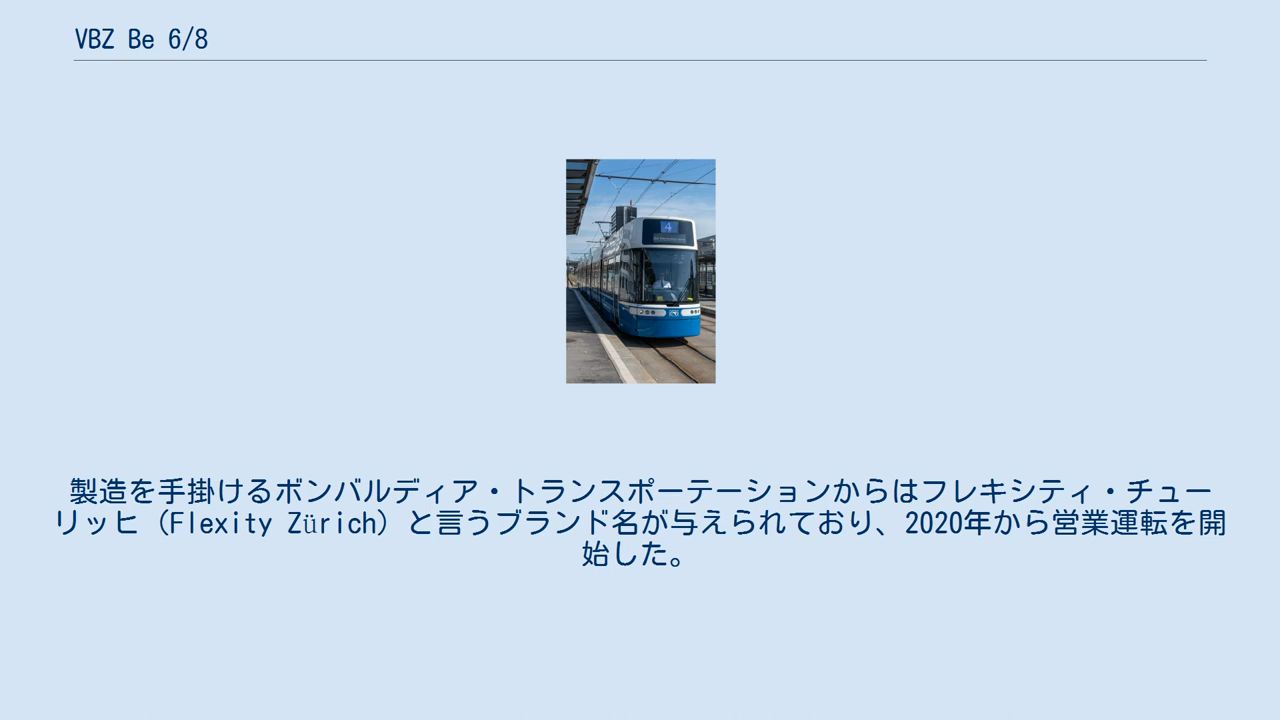 VBZ Be 6/8
4
製造を手掛けるボンバルディア・トランスポーテーションからはフレキシティ・チュー
リッヒ（Flexity Zürich）と言うブランド名が与えられており、2020年から営業運転を開
始した。